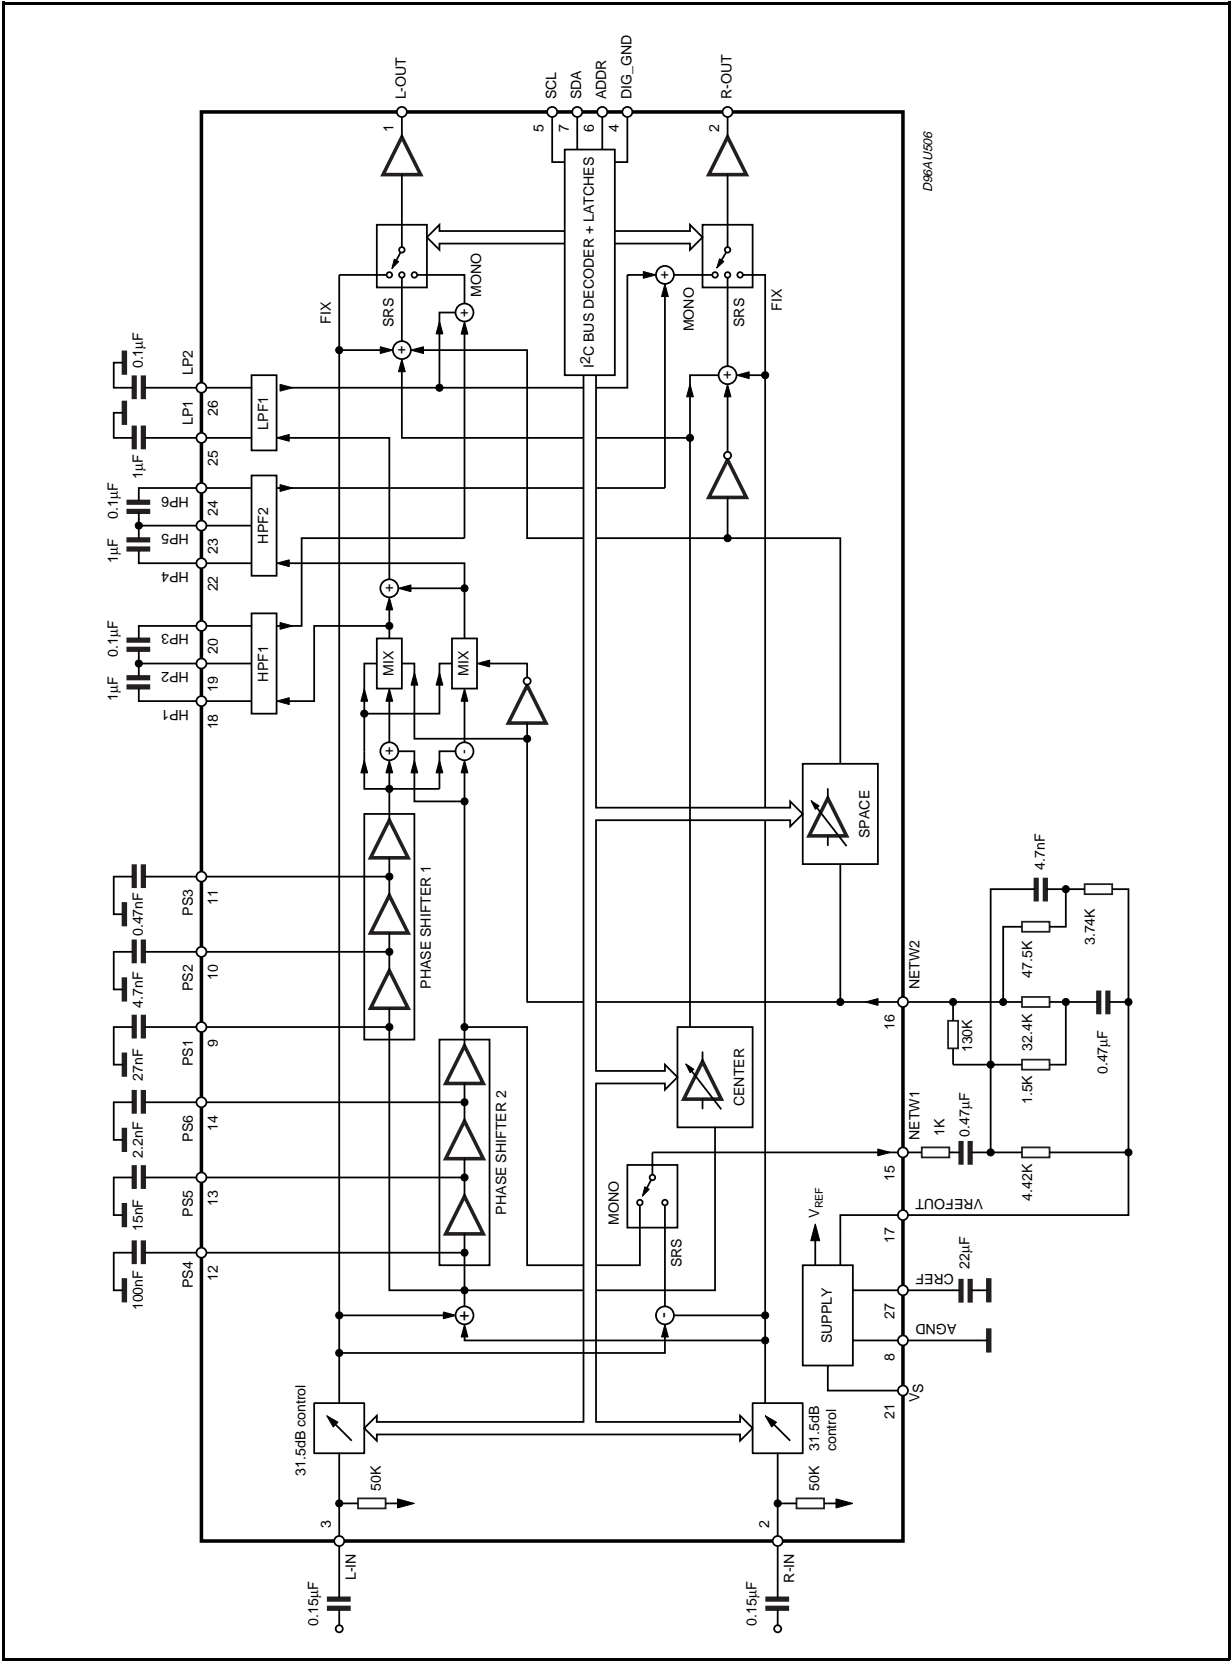 L-OUT
1
SCL
5
SDA
7
ADDR
6
DIG_GND
4
R-OUT
2
D96AU506
I2C BUS DECODER + LATCHES
FIX
SRS
MONO
MONO
SRS
FIX
0.1µF
LP2
26
LP1
25
1µF
LPF1
0.1µF
HP6
24
HP5
23
1µF
HP4
22
HPF2
0.1µF
HP3
20
HP2
19
1µF
HP1
18
HPF1
MIX
MIX
+
+
+
+
+
+
-
SPACE
0.47nF
PS3
11
4.7nF
PS2
10
27nF
PS1
9
PHASE SHIFTER 1
2.2nF
PS6
14
15nF
PS5
13
100nF
PS4
12
PHASE SHIFTER 2
CENTER
MONO
SRS
+
-
NETW2
16
130K
47.5K
4.7nF
3.74K
32.4K
0.47µF
1.5K
NETW1
15
1K
0.47µF
4.42K
VREFOUT
17
VREF
SUPPLY
CREF
27
22µF
AGND
8
VS
21
31.5dB control
31.5dB
control
50K
50K
3
L-IN
0.15µF
2
R-IN
0.15µF